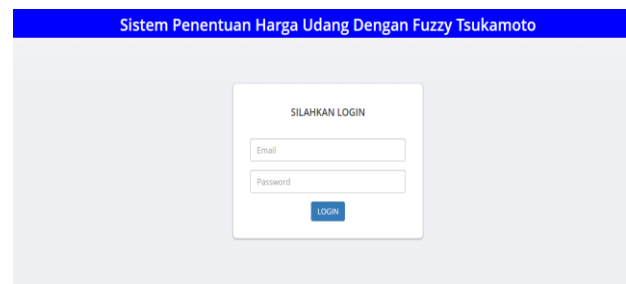 Sistem Penentuan Harga Udang Dengan Fuzzy Tsukamoto
SILAHKAN LOGIN
Email
Password
LOGIN